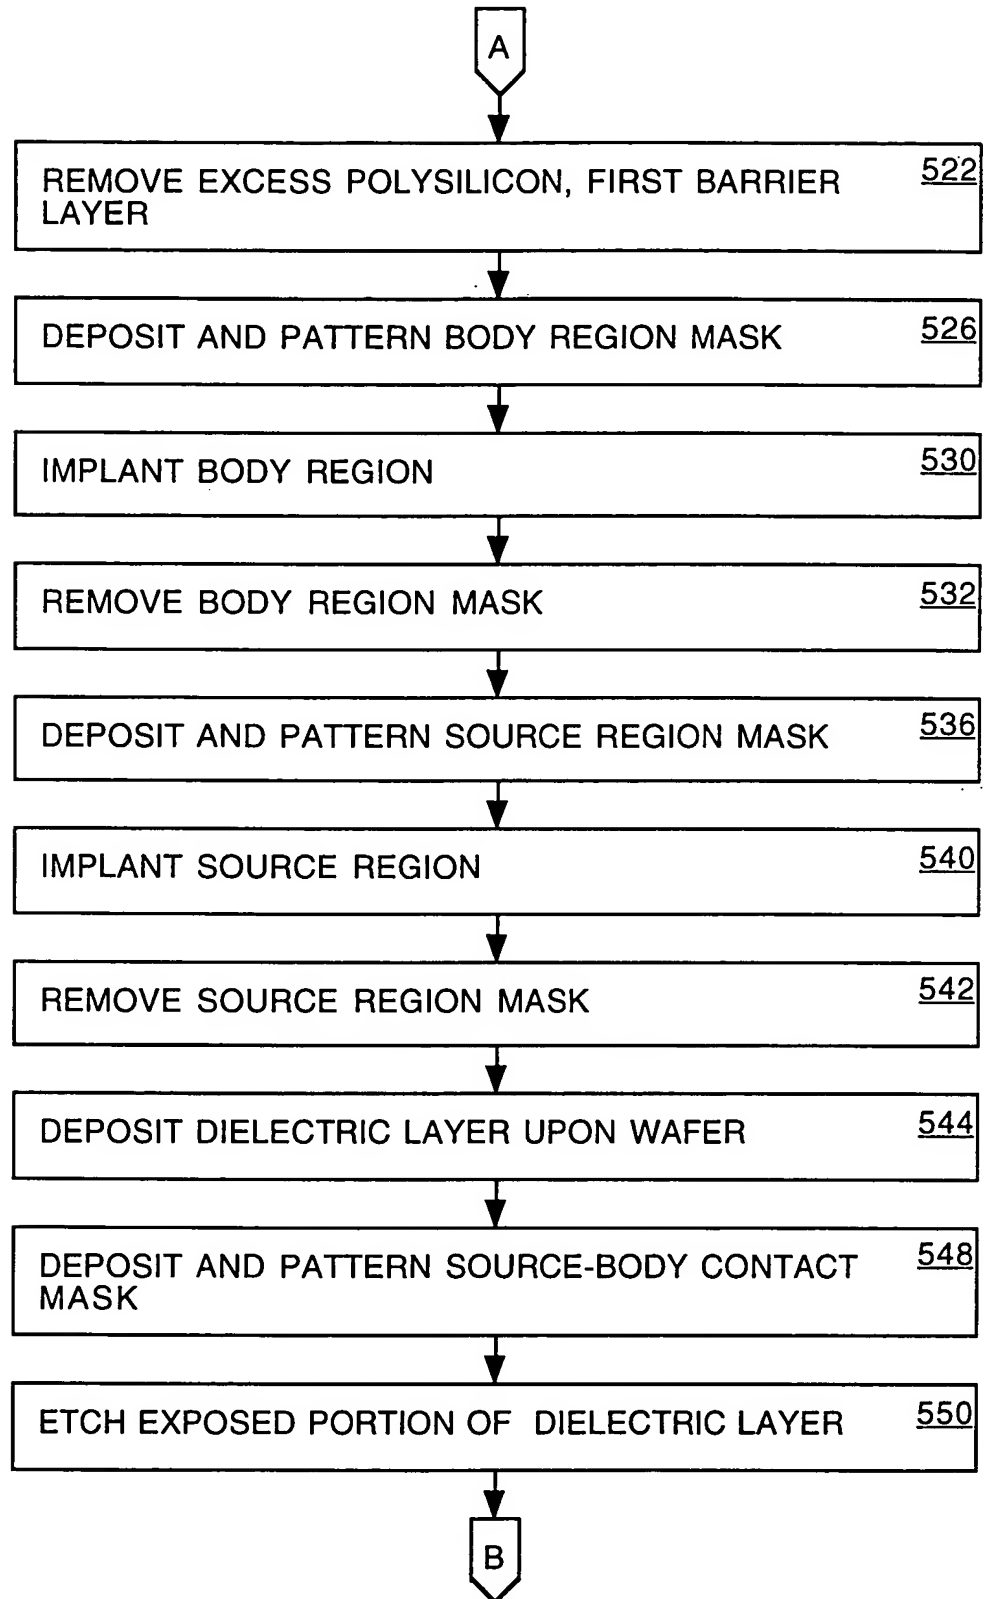 A
REMOVE EXCESS POLYSILICON, FIRST BARRIER
LAYER
522
DEPOSIT AND PATTERN BODY REGION MASK
526
IMPLANT BODY REGION
530
REMOVE BODY REGION MASK
532
DEPOSIT AND PATTERN SOURCE REGION MASK
536
IMPLANT SOURCE REGION
540
REMOVE SOURCE REGION MASK
542
DEPOSIT DIELECTRIC LAYER UPON WAFER
544
DEPOSIT AND PATTERN SOURCE-BODY CONTACT
MASK
548
ETCH EXPOSED PORTION OF DIELECTRIC LAYER
550
B